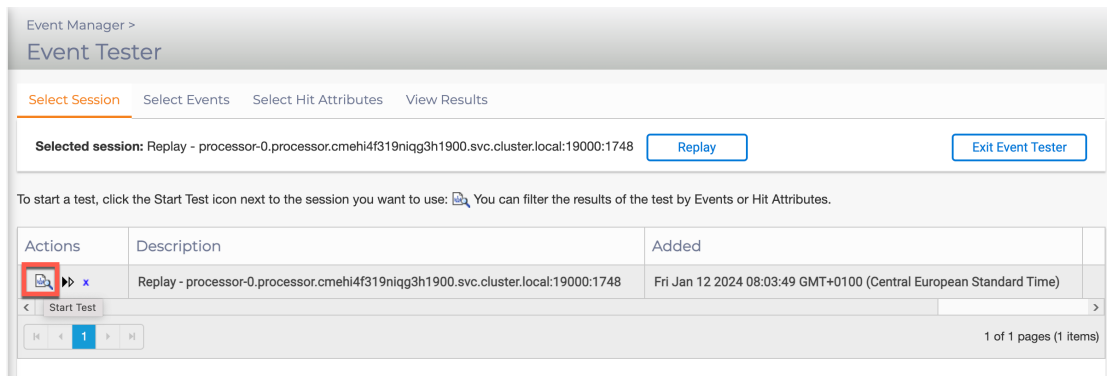 Event Manager >
Event Tester
Select Session Select Events Select Hit Attributes View Results
Selected session: Replay - processor-0.processor.cmehi4f319niqg3h1900.svc.cluster.local:19000:1748 Replay Exit Event Tester
To start a test, click the Start Test icon next to the session you want to use: You can filter the results of the test by Events or Hit Attributes.
Actions Description Added
x Replay - processor-0.processor.cmehi4f319niqg3h1900.svc.cluster.local:19000:1748 Fri Jan 12 2024 08:03:49 GMT+0100 (Central European Standard Time)
Start Test
1 1 of 1 pages (1 items)